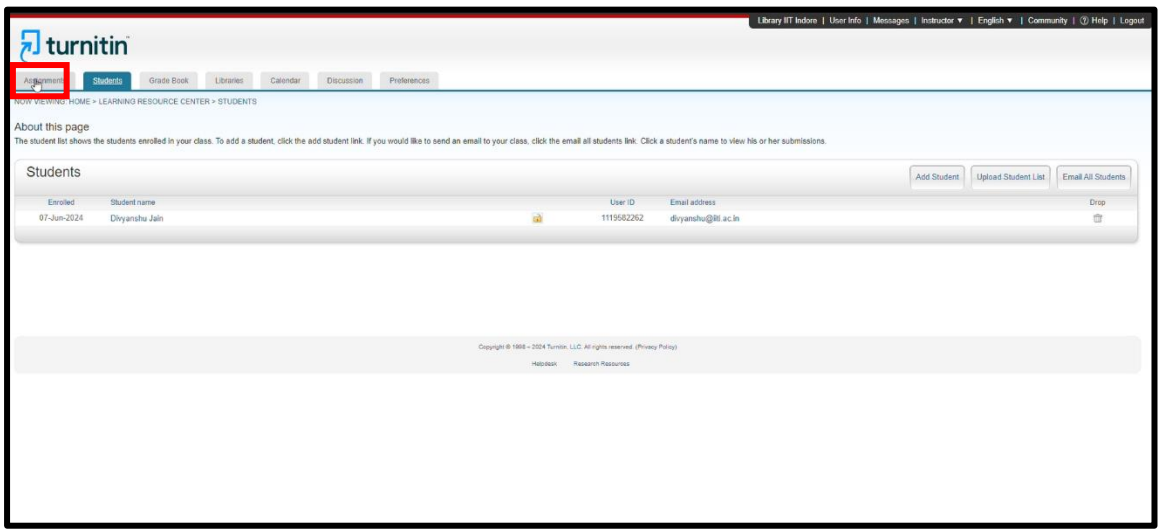 Library IIT Indore | User Info | Messages | Instructor ▼ | English ▼ | Community | ? Help | Logout
turnitin
Assignments Students Grade Book Libraries Calendar Discussion Preferences
NOW VIEWING: HOME > LEARNING RESOURCE CENTER > STUDENTS
About this page
The student list shows the students enrolled in your class. To add a student, click the add student link. If you would like to send an email to your class, click the email all students link. Click a student's name to view his or her submissions.
Students Add Student Upload Student List Email All Students
Enrolled Student name User ID Email address Drop
07-Jun-2024 Divyanshu Jain 1119582262 divyanshu@iiti.ac.in
Copyright © 1998 – 2024 Turnitin, LLC. All rights reserved. (Privacy Policy)
Helpdesk Research Resources